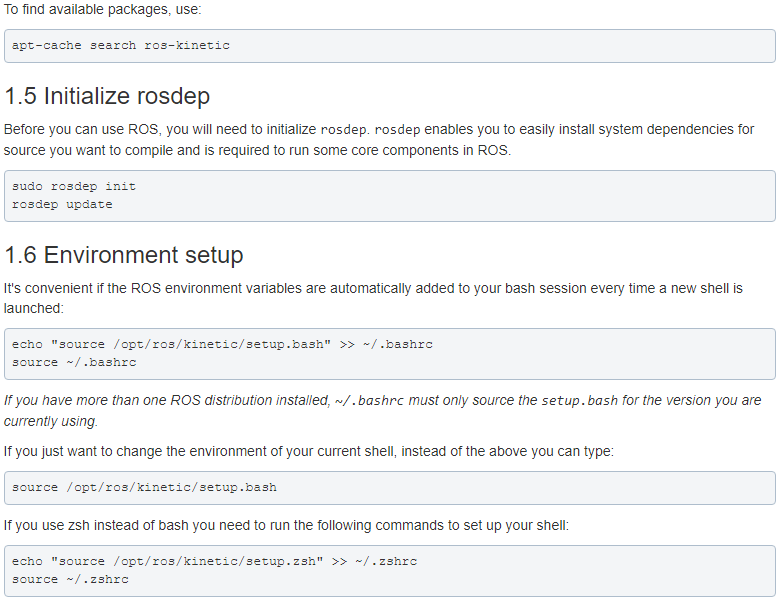 To find available packages, use:
apt-cache search ros-kinetic
1.5 Initialize rosdep
Before you can use ROS, you will need to initialize rosdep. rosdep enables you to easily install system dependencies for
source you want to compile and is required to run some core components in ROS.
sudo rosdep init
rosdep update
1.6 Environment setup
It's convenient if the ROS environment variables are automatically added to your bash session every time a new shell is
launched:
echo "source /opt/ros/kinetic/setup.bash" >> ~/.bashrc
source ~/.bashrc
If you have more than one ROS distribution installed, ~/.bashrc must only source the setup.bash for the version you are
currently using.
If you just want to change the environment of your current shell, instead of the above you can type:
source /opt/ros/kinetic/setup.bash
If you use zsh instead of bash you need to run the following commands to set up your shell:
echo "source /opt/ros/kinetic/setup.zsh" >> ~/.zshrc
source ~/.zshrc